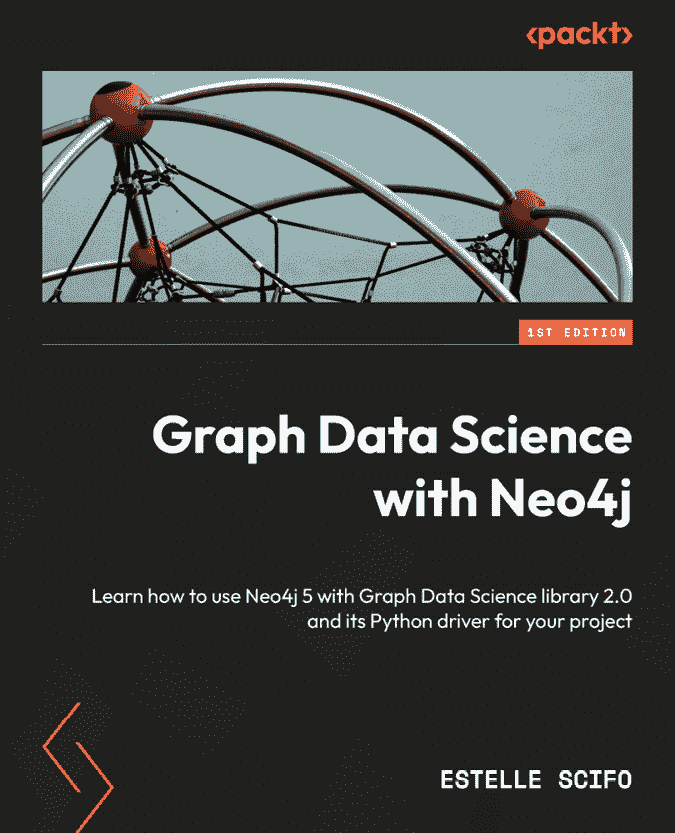 <packt>
1ST EDITION
Graph Data Science
with Neo4j
Learn how to use Neo4j 5 with Graph Data Science library 2.0
and its Python driver for your project
ESTELLE SCIFO